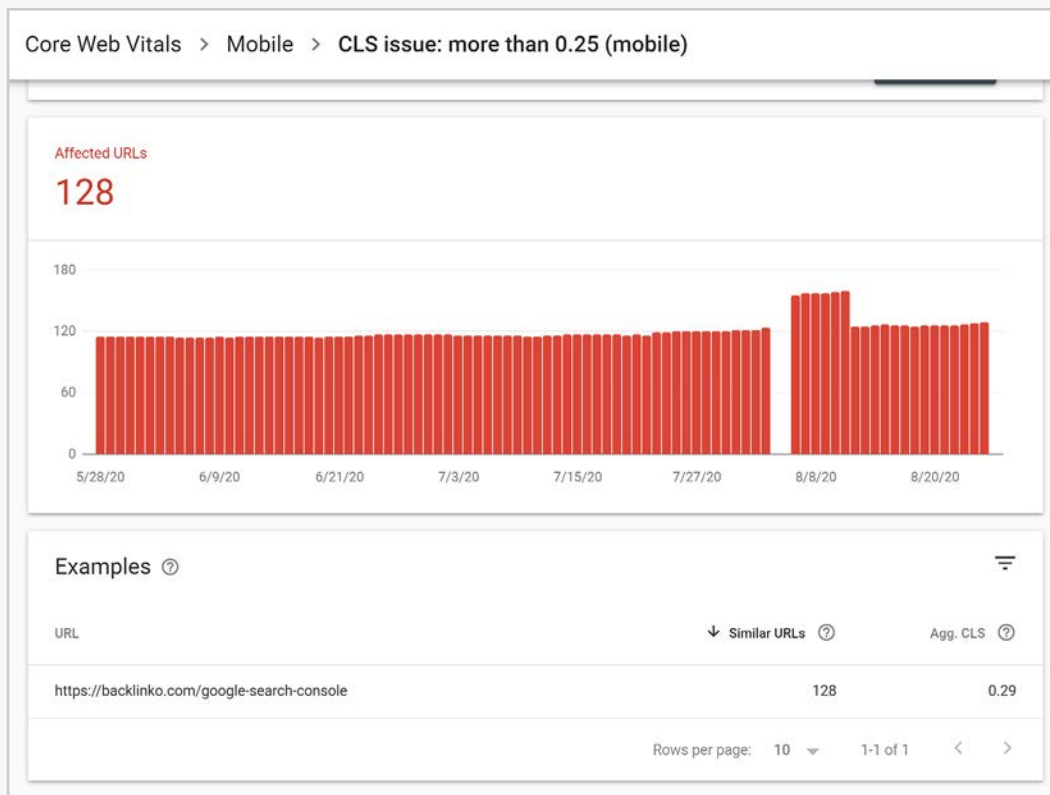 Core Web Vitals > Mobile > CLS issue: more than 0.25 (mobile)
Affected URLs
128
180
120
60
0
5/28/20 6/9/20 6/21/20 7/3/20 7/15/20 7/27/20 8/8/20 8/20/20
Examples
URL Similar URLs Agg. CLS
https://backlinko.com/google-search-console 128 0.29
Rows per page: 10 1-1 of 1